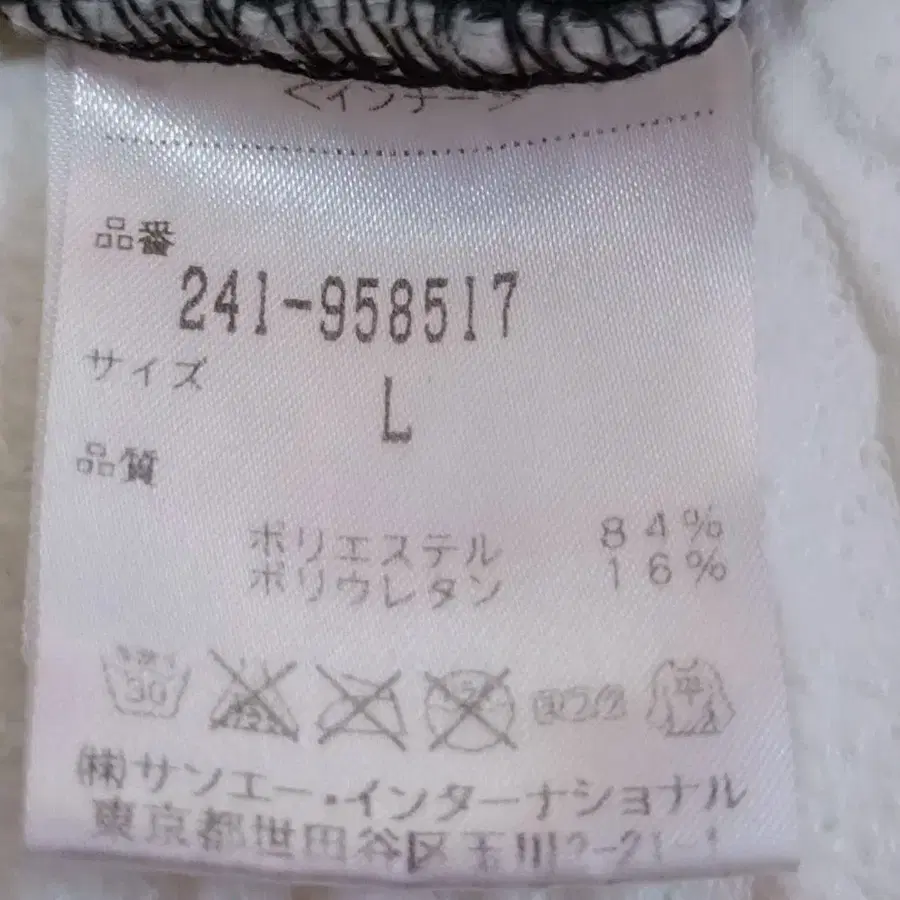 <インナー>
品番
241-958517
サイズ
L
品質
ポリエステル 84%
ポリウレタン 16%
30
平
㈱サンエー・インターナショナル
東京都世田谷区玉川2-21-1